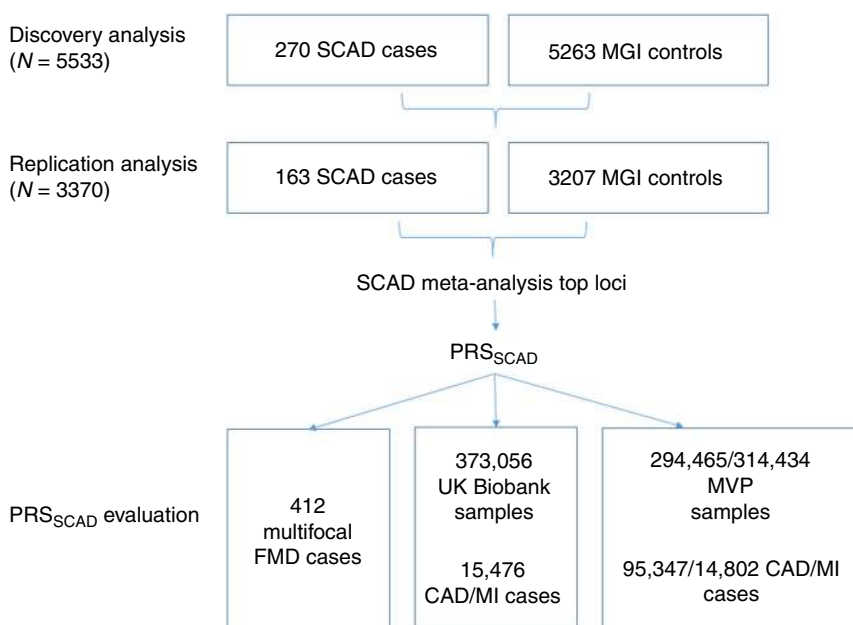 Discovery analysis
(N = 5533)
270 SCAD cases
5263 MGI controls
Replication analysis
(N = 3370)
163 SCAD cases
3207 MGI controls
SCAD meta-analysis top loci
PRSSCAD
PRSSCAD evaluation
412
multifocal
FMD cases
373,056
UK Biobank
samples
15,476
CAD/MI cases
294,465/314,434
MVP
samples
95,347/14,802 CAD/MI
cases